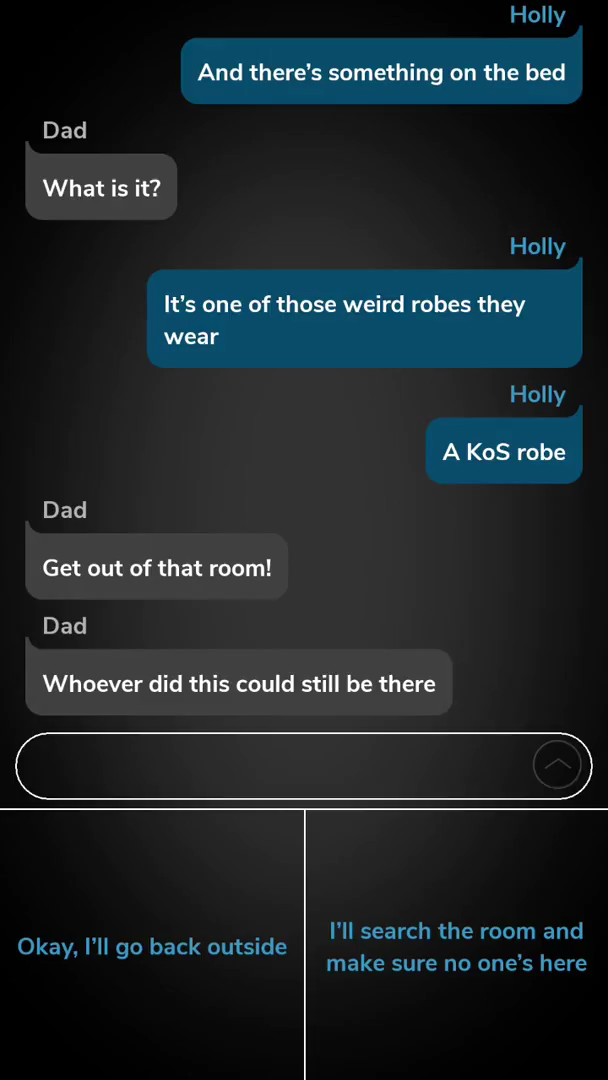 Holly
And there’s something on the bed
Dad
What is it?
Holly
It’s one of those weird robes they
wear
Holly
A KoS robe
Dad
Get out of that room!
Dad
Whoever did this could still be there
Okay, I’ll go back outside
I’ll search the room and
make sure no one’s here